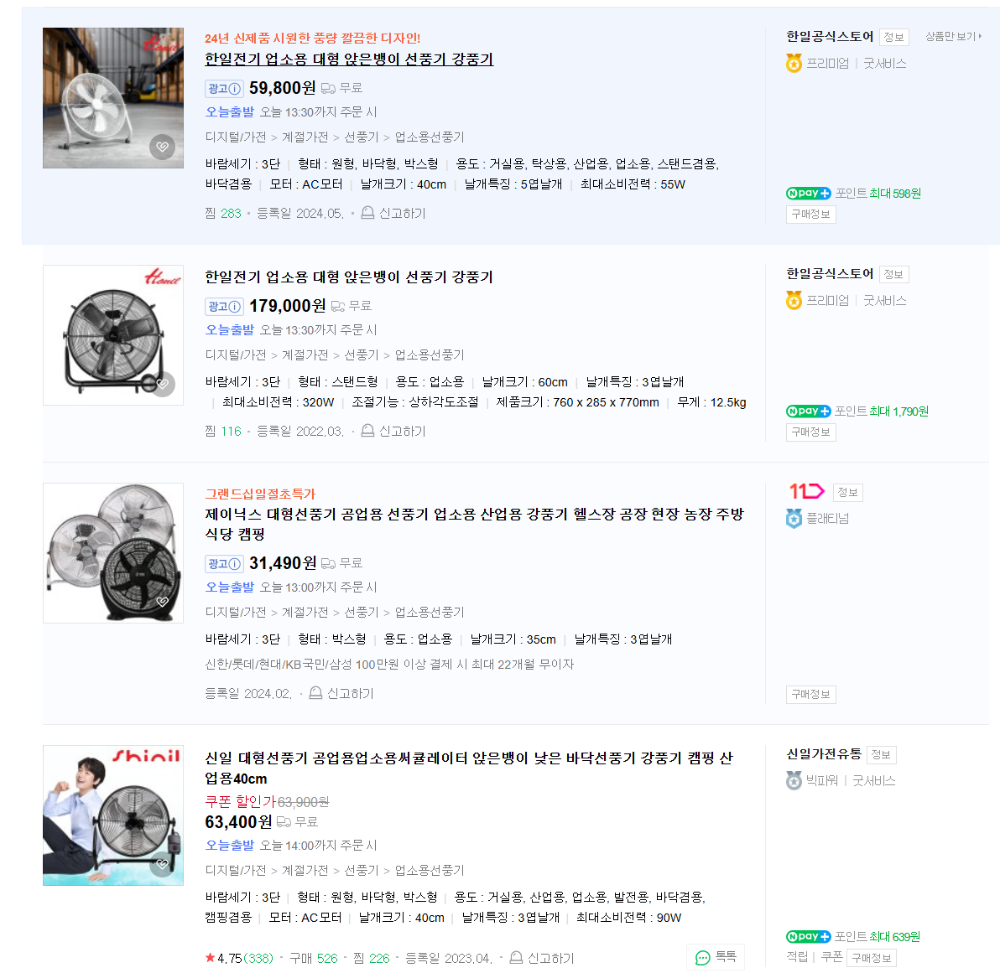 24년 신제품 시원한 풍량 깔끔한 디자인!
한일전기 업소용 대형 앉은뱅이 선풍기 강풍기
광고 59,800원 무료
오늘출발 오늘 13:30까지 주문 시
디지털/가전 > 계절가전 > 선풍기 > 업소용선풍기
바람세기 : 3단 | 형태 : 원형, 바닥형, 박스형 | 용도 : 거실용, 탁상용, 산업용, 업소용, 스탠드겸용,
바닥겸용 | 모터 : AC모터 | 날개크기 : 40cm | 날개특징 : 5엽날개 | 최대소비전력 : 55W
찜 283 · 등록일 2024.05. · 신고하기
한일공식스토어 정보 상품만 보기
프리미엄 | 굿서비스
N pay + 포인트 최대 598원
구매정보
Hanil
한일전기 업소용 대형 앉은뱅이 선풍기 강풍기
광고 179,000원 무료
오늘출발 오늘 13:30까지 주문 시
디지털/가전 > 계절가전 > 선풍기 > 업소용선풍기
바람세기 : 3단 | 형태 : 스탠드형 | 용도 : 업소용 | 날개크기 : 60cm | 날개특징 : 3엽날개
| 최대소비전력 : 320W | 조절기능 : 상하각도조절 | 제품크기 : 760 x 285 x 770mm | 무게 : 12.5kg
찜 116 · 등록일 2022.03. · 신고하기
한일공식스토어 정보
프리미엄 | 굿서비스
N pay + 포인트 최대 1,790원
구매정보
그랜드십일절초특가
제이닉스 대형선풍기 공업용 선풍기 업소용 산업용 강풍기 헬스장 공장 현장 농장 주방
식당 캠핑
광고 31,490원 무료
오늘출발 오늘 13:00까지 주문 시
디지털/가전 > 계절가전 > 선풍기 > 업소용선풍기
바람세기 : 3단 | 형태 : 박스형 | 용도 : 업소용 | 날개크기 : 35cm | 날개특징 : 3엽날개
신한/롯데/현대/KB국민/삼성 100만원 이상 결제 시 최대 22개월 무이자
등록일 2024.02. · 신고하기
11 정보
플래티넘
구매정보
Shinil
신일 대형선풍기 공업용업소용써큘레이터 앉은뱅이 낮은 바닥선풍기 강풍기 캠핑 산
업용40cm
쿠폰 할인가 63,900원
63,400원 무료
오늘출발 오늘 14:00까지 주문 시
디지털/가전 > 계절가전 > 선풍기 > 업소용선풍기
바람세기 : 3단 | 형태 : 원형, 바닥형, 박스형 | 용도 : 거실용, 산업용, 업소용, 발전용, 바닥겸용,
캠핑겸용 | 모터 : AC모터 | 날개크기 : 40cm | 날개특징 : 3엽날개 | 최대소비전력 : 90W
★ 4.75(338) · 구매 526 · 찜 226 · 등록일 2023.04. · 신고하기
톡톡
신일가전유통 정보
빅파워 | 굿서비스
N pay + 포인트 최대 639원
적립 | 쿠폰 구매정보